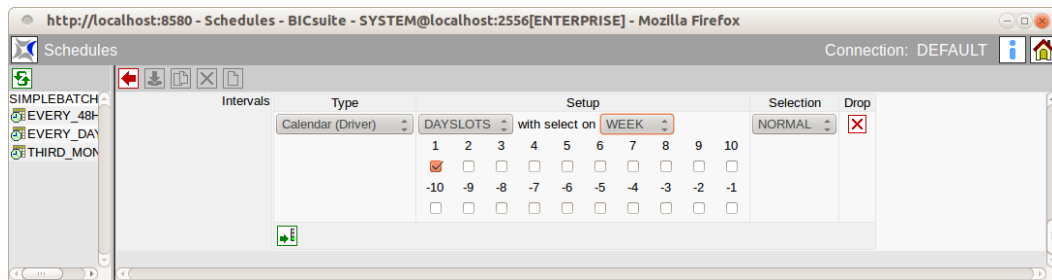 http://localhost:8580 - Schedules - BICsuite - SYSTEM@localhost:2556[ENTERPRISE] - Mozilla Firefox
Schedules
Connection: DEFAULT
SIMPLEBATCH
EVERY_48H
EVERY_DAY
THIRD_MON
Intervals Type Setup Selection Drop
Calendar (Driver) DAYSLOTS with select on WEEK NORMAL
1 2 3 4 5 6 7 8 9 10
-10 -9 -8 -7 -6 -5 -4 -3 -2 -1